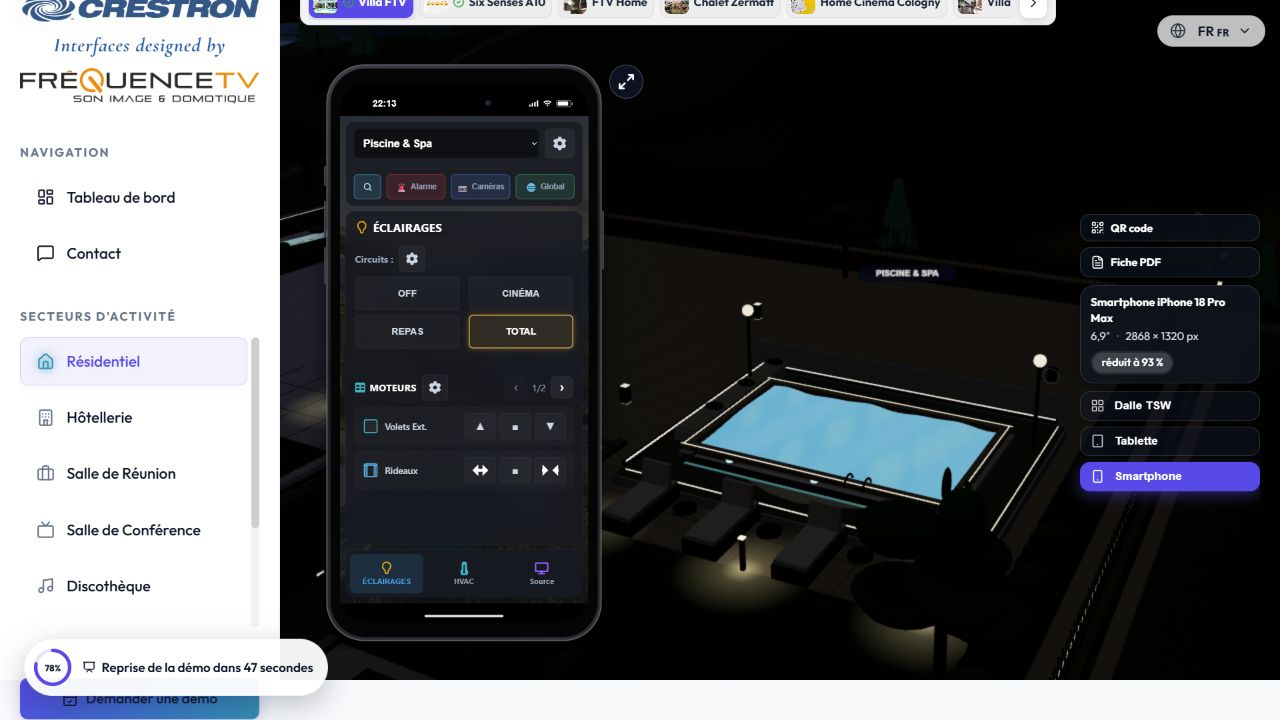 CRESTRON
Interfaces designed by
FRÉQUENCETV
SON IMAGE & DOMOTIQUE
NAVIGATION
Tableau de bord
Contact
SECTEURS D'ACTIVITÉ
Résidentiel
Hôtellerie
Salle de Réunion
Salle de Conférence
Discothèque
78%
Reprise de la démo dans 47 secondes
Demander une démo
Villa FTV
Six Senses A10
FTV Home
Chalet Zermatt
Home Cinema Cologny
Villa
FR FR
22:13
Piscine & Spa
Alarme
Caméras
Global
ÉCLAIRAGES
Circuits :
OFF
CINÉMA
REPAS
TOTAL
MOTEURS
1/2
Volets Ext.
Rideaux
ÉCLAIRAGES
HVAC
Source
PISCINE & SPA
QR code
Fiche PDF
Smartphone iPhone 18 Pro
Max
6,9" · 2868 × 1320 px
réduit à 93 %
Dalle TSW
Tablette
Smartphone